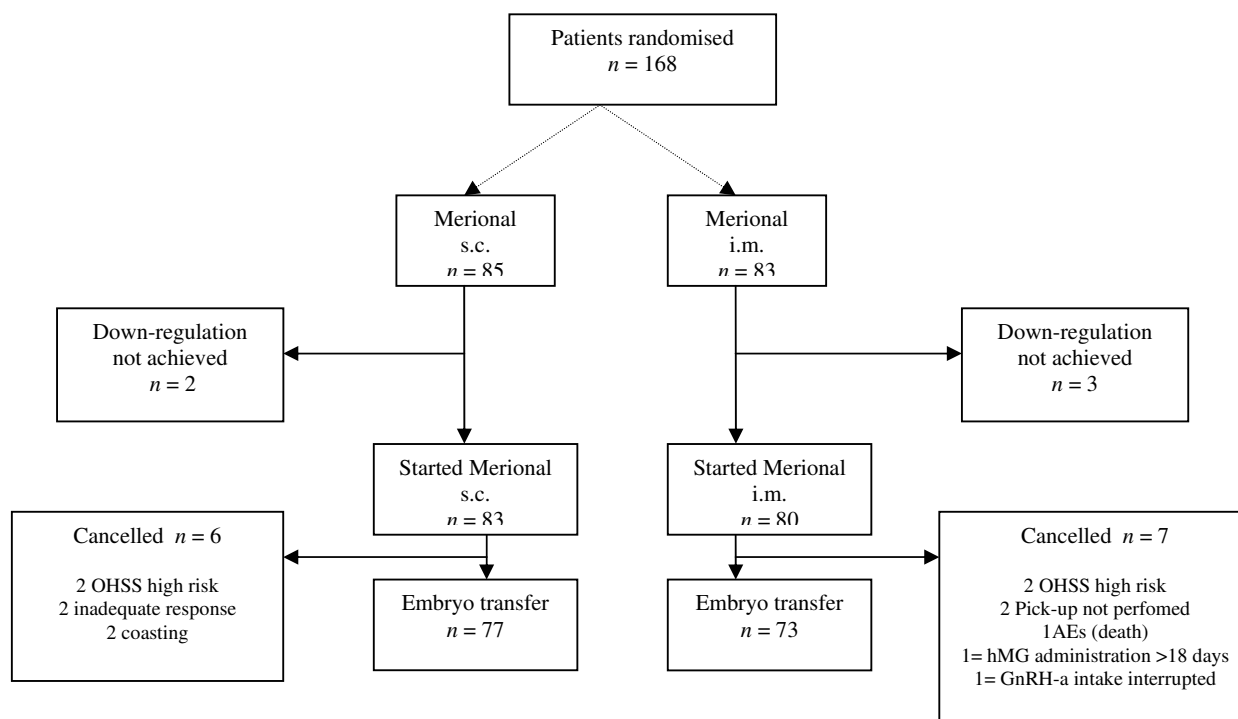 Patients randomised
n = 168
Merional
s.c.
n = 85
Merional
i.m.
n = 83
Down-regulation
not achieved
n = 2
Down-regulation
not achieved
n = 3
Started Merional
s.c.
n = 83
Started Merional
i.m.
n = 80
Cancelled n = 6
2 OHSS high risk
2 inadequate response
2 coasting
Cancelled n = 7
2 OHSS high risk
2 Pick-up not perfomed
1AEs (death)
1= hMG administration >18 days
1= GnRH-a intake interrupted
Embryo transfer
n = 77
Embryo transfer
n = 73